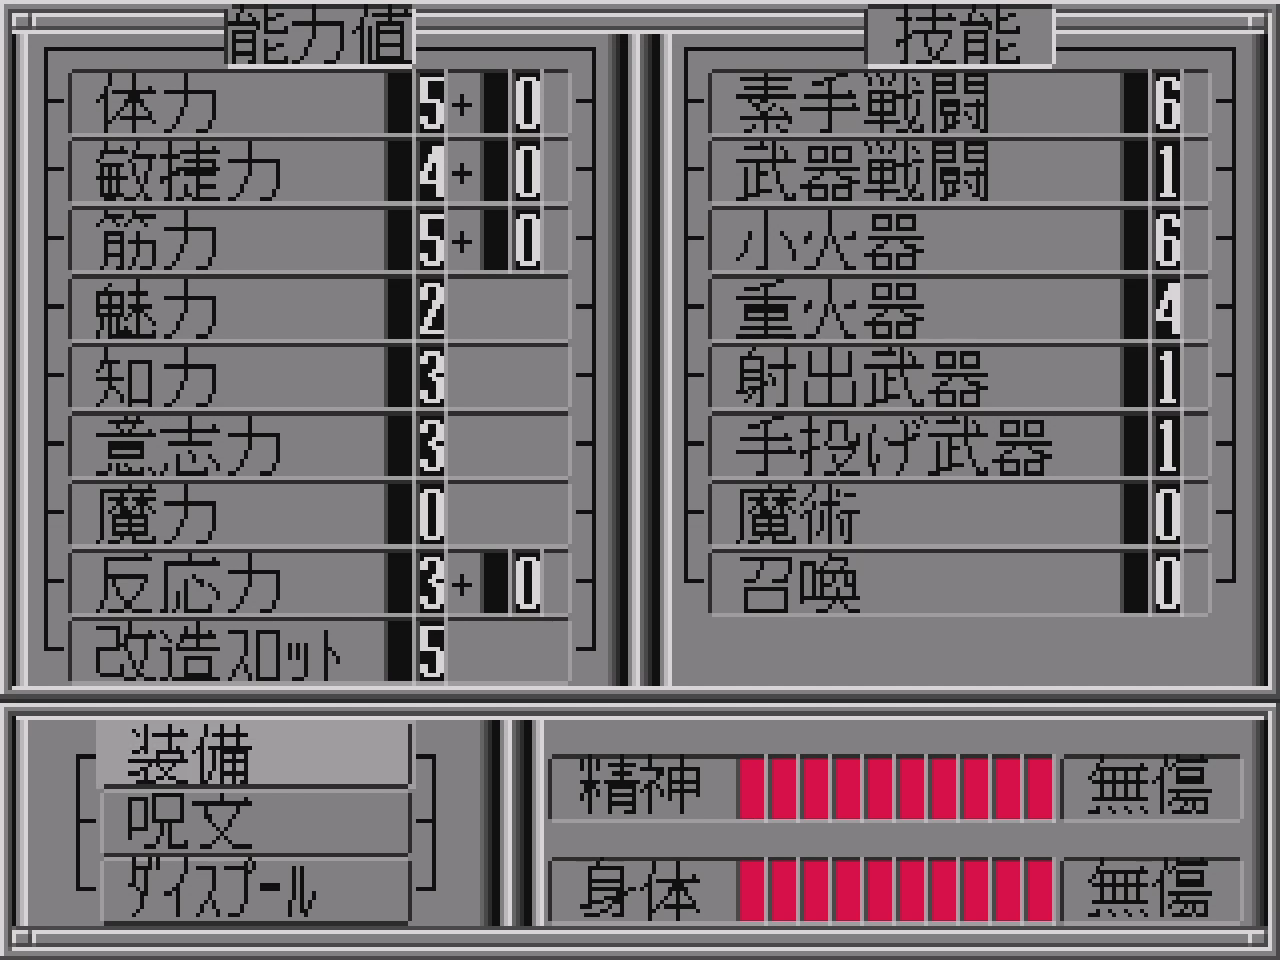 能力値
体力 5+ 0
敏捷力 4+ 0
筋力 5+ 0
魅力 2
知力 3
意志力 3
魔力 0
反応力 3+ 0
改造スロット 5
技能
素手戦闘 6
武器戦闘 1
小火器 6
重火器 4
射出武器 1
手投げ武器 1
魔術 0
召喚 0
装備
呪文
ダイスプール
精神 無傷
身体 無傷